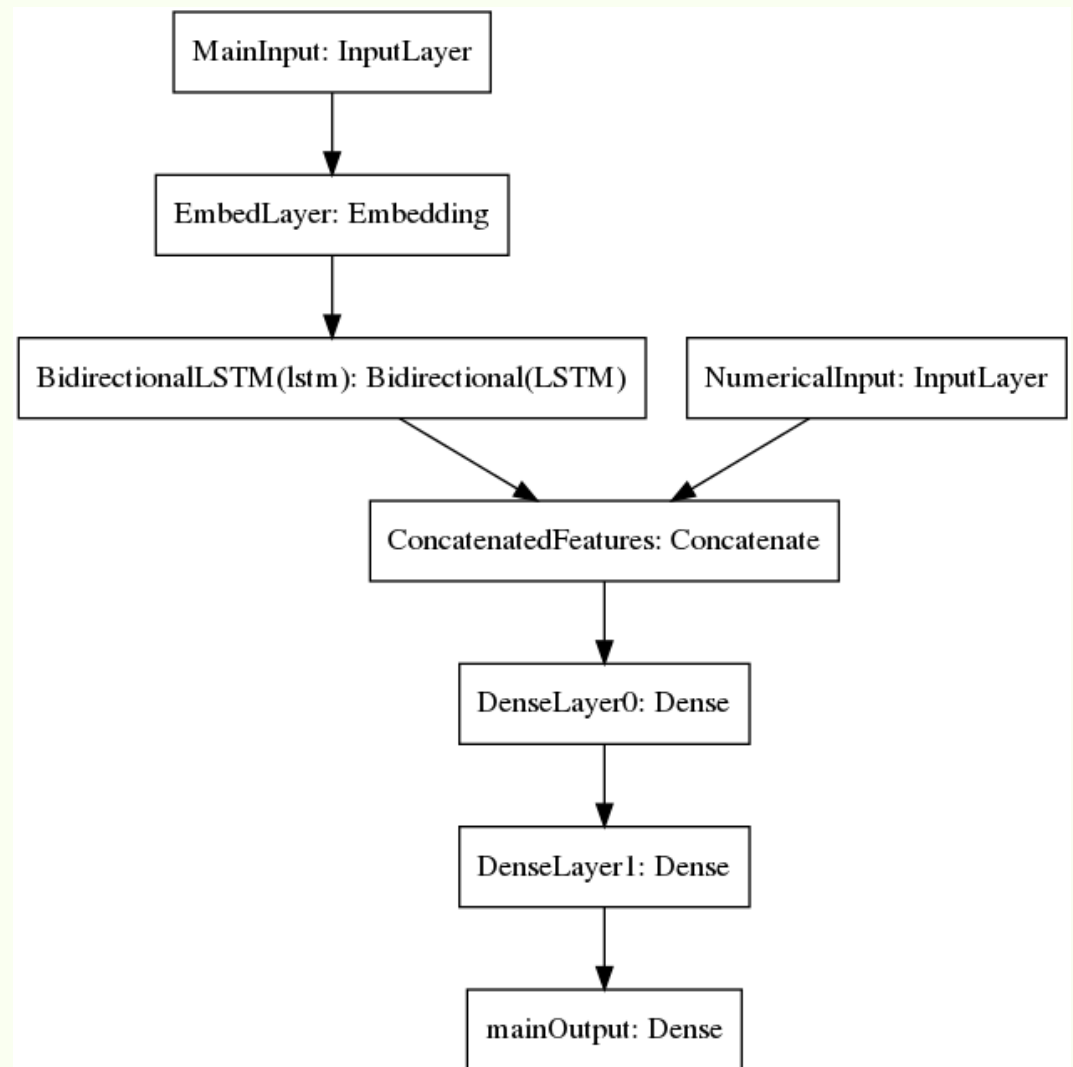 MainInput: InputLayer
EmbedLayer: Embedding
BidirectionalLSTM(lstm): Bidirectional(LSTM)
NumericalInput: InputLayer
ConcatenatedFeatures: Concatenate
DenseLayer0: Dense
DenseLayer1: Dense
mainOutput: Dense